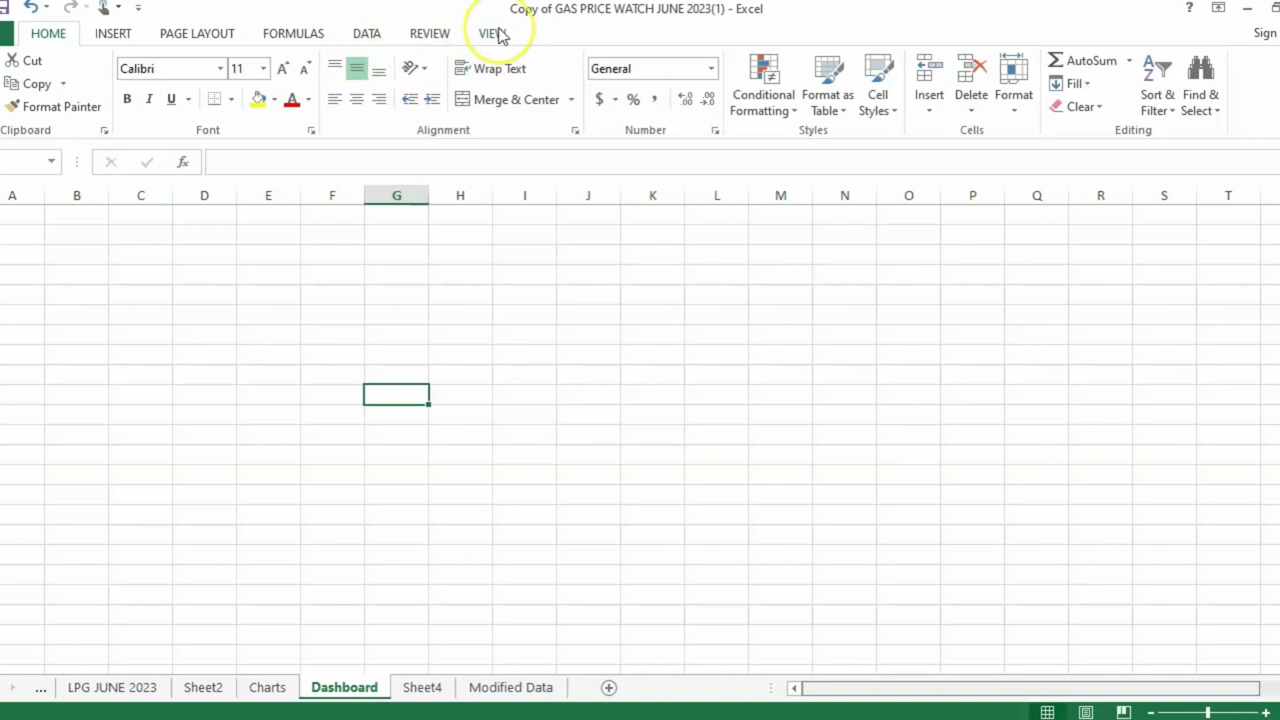 Copy of GAS PRICE WATCH JUNE 2023(1) - Excel
?
HOME INSERT PAGE LAYOUT FORMULAS DATA REVIEW VIEW Sign
Cut
Copy
Format Painter
Clipboard
Calibri 11
B I U A
Font
Wrap Text
Merge & Center
Alignment
General
$ % ,
Number
Conditional Formatting
Format as Table
Cell Styles
Styles
Insert
Delete
Format
Cells
AutoSum
Fill
Clear
Sort & Filter
Find & Select
Editing
fx
A B C D E F G H I J K L M N O P Q R S T
... LPG JUNE 2023 Sheet2 Charts Dashboard Sheet4 Modified Data